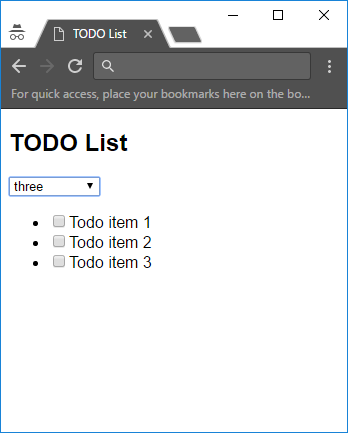 TODO List
For quick access, place your bookmarks here on the bo...
TODO List
three
Todo item 1
Todo item 2
Todo item 3